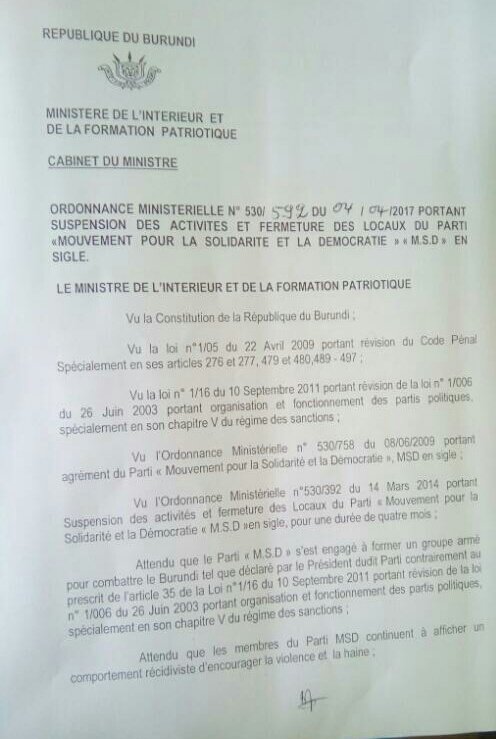 REPUBLIQUE DU BURUNDI
MINISTERE DE L'INTERIEUR ET
DE LA FORMATION PATRIOTIQUE
CABINET DU MINISTRE
ORDONNANCE MINISTERIELLE N° 530/ 592 DU 04 / 04 /2017 PORTANT
SUSPENSION DES ACTIVITES ET FERMETURE DES LOCAUX DU PARTI
«MOUVEMENT POUR LA SOLIDARITE ET LA DEMOCRATIE » « M.S.D » EN
SIGLE.
LE MINISTRE DE L'INTERIEUR ET DE LA FORMATION PATRIOTIQUE
Vu la Constitution de la République du Burundi ;
Vu la loi n°1/05 du 22 Avril 2009 portant révision du Code Pénal
Spécialement en ses articles 276 et 277, 479 et 480,489 - 497 ;
Vu la loi n° 1/16 du 10 Septembre 2011 portant révision de la loi n° 1/006
du 26 Juin 2003 portant organisation et fonctionnement des partis politiques,
spécialement en son chapitre V du régime des sanctions ;
Vu l'Ordonnance Ministérielle n° 530/758 du 08/06/2009 portant
agrément du Parti « Mouvement pour la Solidarité et la Démocratie », MSD en sigle ;
Vu l'Ordonnance Ministérielle n°530/392 du 14 Mars 2014 portant
Suspension des activités et fermeture des Locaux du Parti « Mouvement pour la
Solidarité et la Démocratie « M.S.D »en sigle, pour une durée de quatre mois ;
Attendu que le Parti « M.S.D » s'est engagé à former un groupe armé
pour combattre le Burundi tel que déclaré par le Président dudit Parti contrairement au
prescrit de l'article 35 de la Loi n°1/16 du 10 Septembre 2011 portant révision de la loi
n° 1/006 du 26 Juin 2003 portant organisation et fonctionnement des partis politiques,
spécialement en son chapitre V du régime des sanctions ;
Attendu que les membres du Parti MSD continuent à afficher un
comportement récidiviste d'encourager la violence et la haine ;